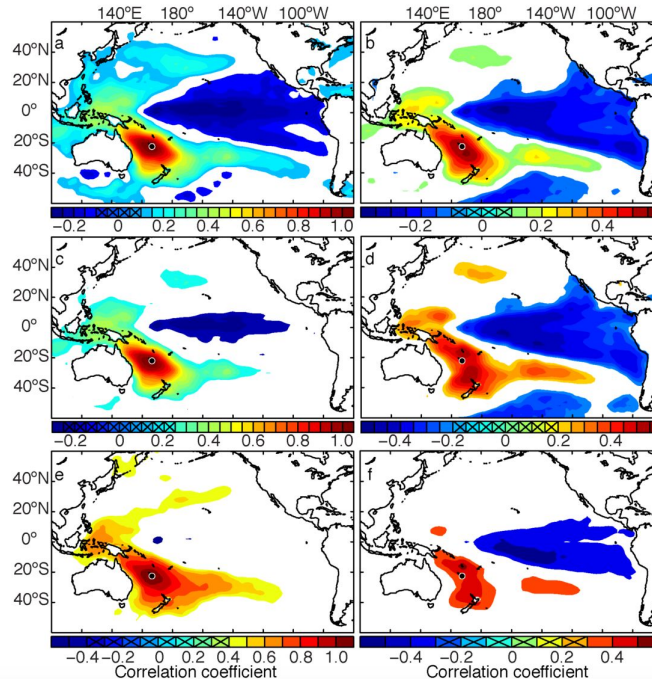 140°E 180° 140°W 100°W 140°E 180° 140°W 100°W
a b
40°N
20°N
0°
20°S
40°S
−0.2 0 0.2 0.4 0.6 0.8 1.0 −0.2 0 0.2 0.4
c d
40°N
20°N
0°
20°S
40°S
−0.2 0 0.2 0.4 0.6 0.8 1.0 −0.4 −0.2 0 0.2 0.4
e f
40°N
20°N
0°
20°S
40°S
−0.4 −0.2 0 0.2 0.4 0.6 0.8 1.0 −0.4 −0.2 0 0.2 0.4
Correlation coefficient Correlation coefficient